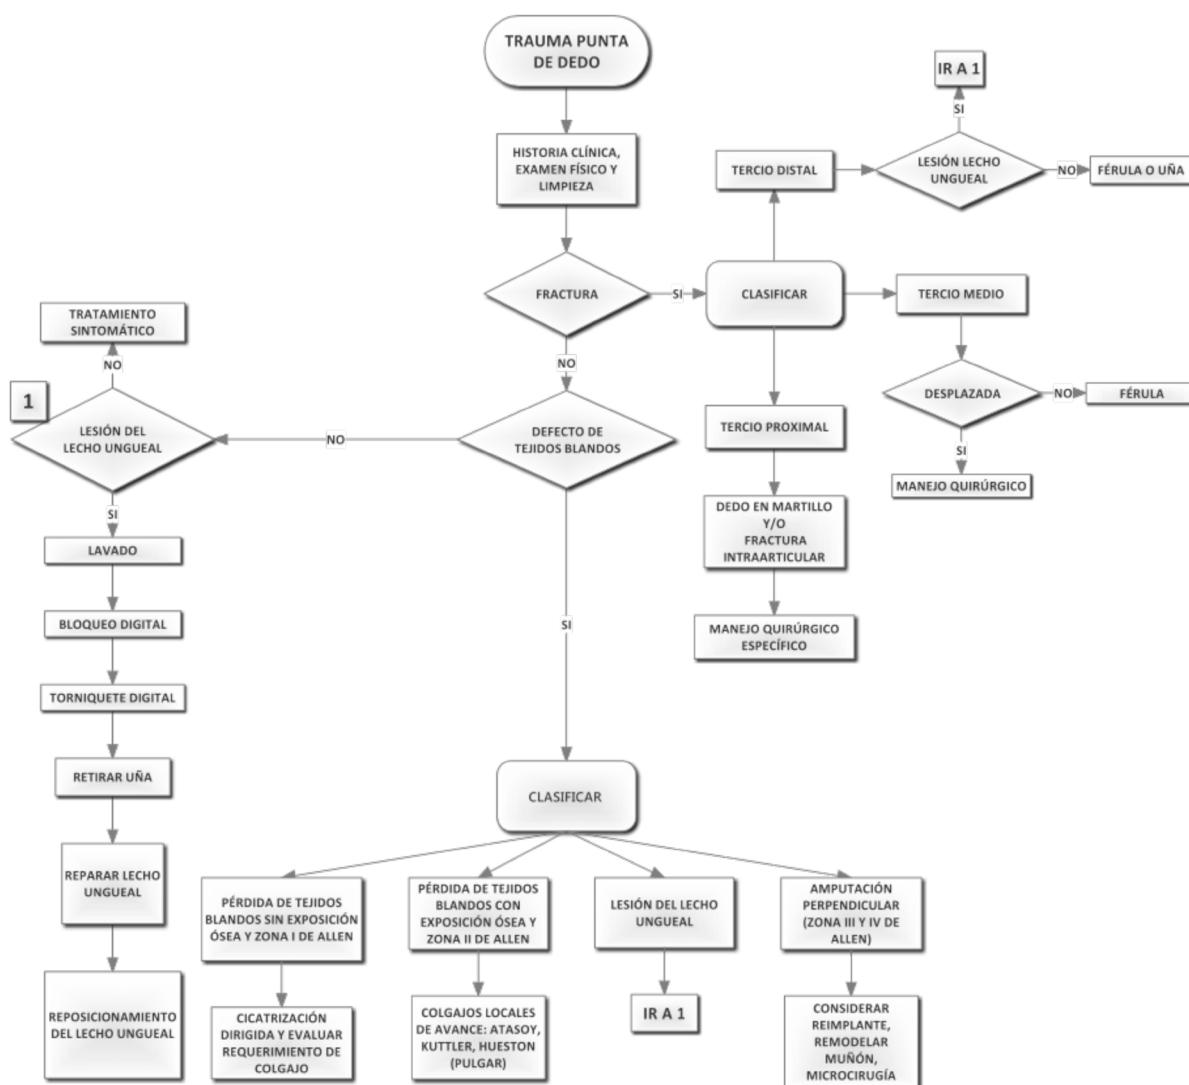 TRAUMA PUNTA
DE DEDO
HISTORIA CLÍNICA,
EXAMEN FÍSICO Y
LIMPIEZA
FRACTURA
SI
CLASIFICAR
TERCIO DISTAL
LESIÓN LECHO
UNGUEAL
SI
IR A 1
NO
FÉRULA O UÑA
TERCIO MEDIO
DESPLAZADA
NO
FÉRULA
SI
MANEJO QUIRÚRGICO
TERCIO PROXIMAL
DEDO EN MARTILLO
Y/O
FRACTURA
INTRAARTICULAR
MANEJO QUIRÚRGICO
ESPECÍFICO
NO
DEFECTO DE
TEJIDOS BLANDOS
NO
1
LESIÓN DEL
LECHO UNGUEAL
NO
TRATAMIENTO
SINTOMÁTICO
SI
LAVADO
BLOQUEO DIGITAL
TORNIQUETE DIGITAL
RETIRAR UÑA
REPARAR LECHO
UNGUEAL
REPOSICIONAMIENTO
DEL LECHO UNGUEAL
SI
CLASIFICAR
PÉRDIDA DE TEJIDOS
BLANDOS SIN EXPOSICIÓN
ÓSEA Y ZONA I DE ALLEN
CICATRIZACIÓN
DIRIGIDA Y EVALUAR
REQUERIMIENTO DE
COLGAJO
PÉRDIDA DE TEJIDOS
BLANDOS CON
EXPOSICIÓN ÓSEA Y
ZONA II DE ALLEN
COLGAJOS LOCALES
DE AVANCE: ATASOY,
KUTTLER, HUESTON
(PULGAR)
LESIÓN DEL LECHO
UNGUEAL
IR A 1
AMPUTACIÓN
PERPENDICULAR
(ZONA III Y IV DE
ALLEN)
CONSIDERAR
REIMPLANTE,
REMODELAR
MUÑÓN,
MICROCIRUGÍA